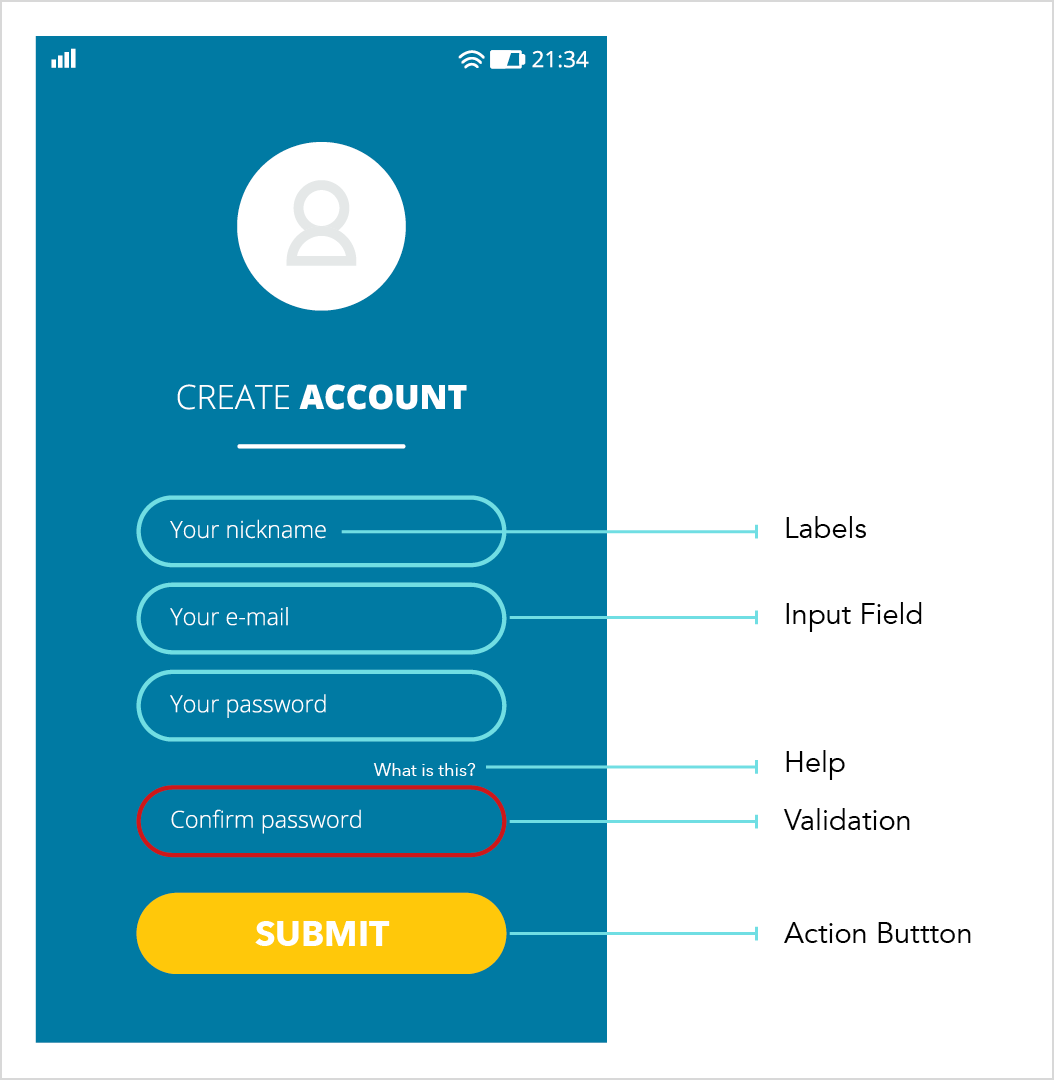 21:34
CREATE ACCOUNT
Your nickname
Labels
Your e-mail
Input Field
Your password
What is this?
Help
Confirm password
Validation
SUBMIT
Action Buttton